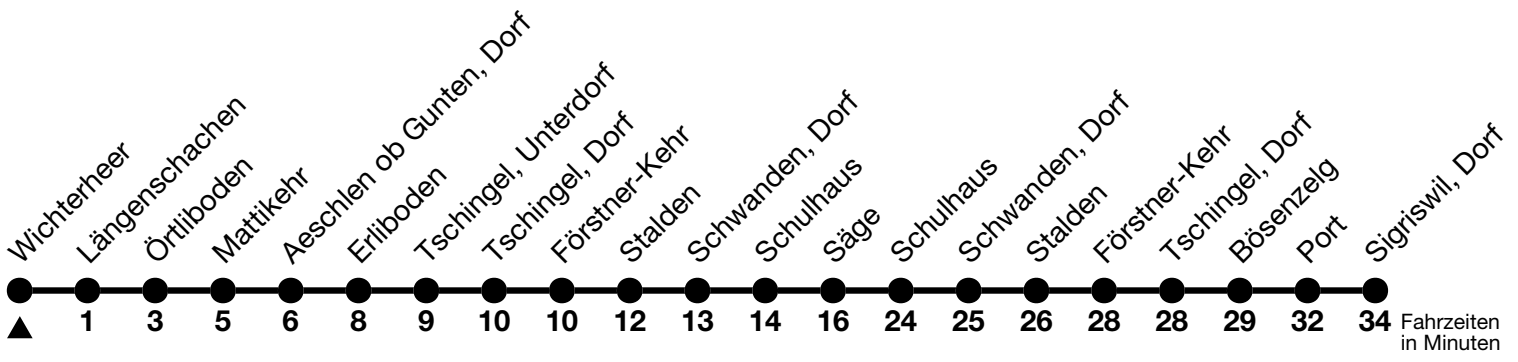 Wichterheer
Längenschachen
Örtliboden
Mattikehr
Aeschlen ob Gunten, Dorf
Erliboden
Tschingel, Unterdorf
Tschingel, Dorf
Förstner-Kehr
Stalden
Schwanden, Dorf
Schulhaus
Säge
Schulhaus
Schwanden, Dorf
Stalden
Förstner-Kehr
Tschingel, Dorf
Bösenzelg
Port
Sigriswil, Dorf
1 3 5 6 8 9 10 10 12 13 14 16 24 25 26 28 28 29 32 34 Fahrzeiten
in Minuten